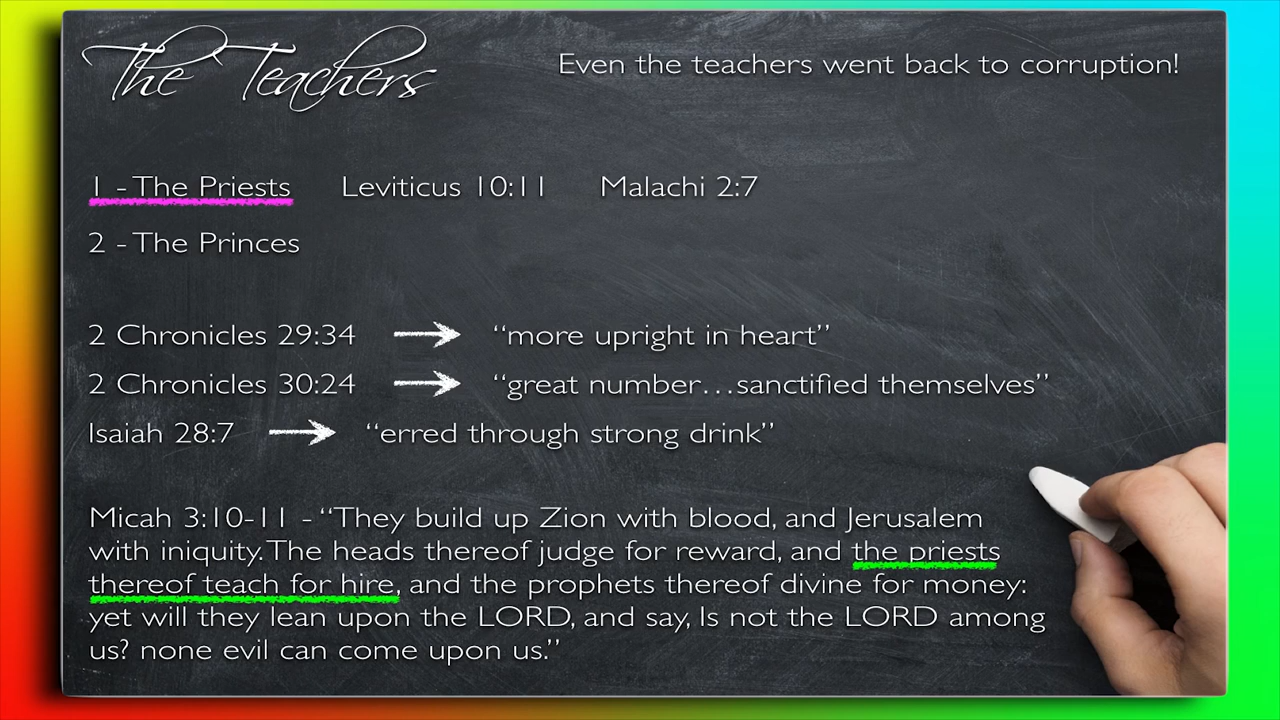 The Teachers
Even the teachers went back to corruption!
1 - The Priests Leviticus 10:11 Malachi 2:7
2 - The Princes
2 Chronicles 29:34 → “more upright in heart”
2 Chronicles 30:24 → “great number...sanctified themselves”
Isaiah 28:7 → “erred through strong drink”
Micah 3:10-11 - “They build up Zion with blood, and Jerusalem
with iniquity. The heads thereof judge for reward, and the priests
thereof teach for hire, and the prophets thereof divine for money:
yet will they lean upon the LORD, and say, Is not the LORD among
us? none evil can come upon us.”